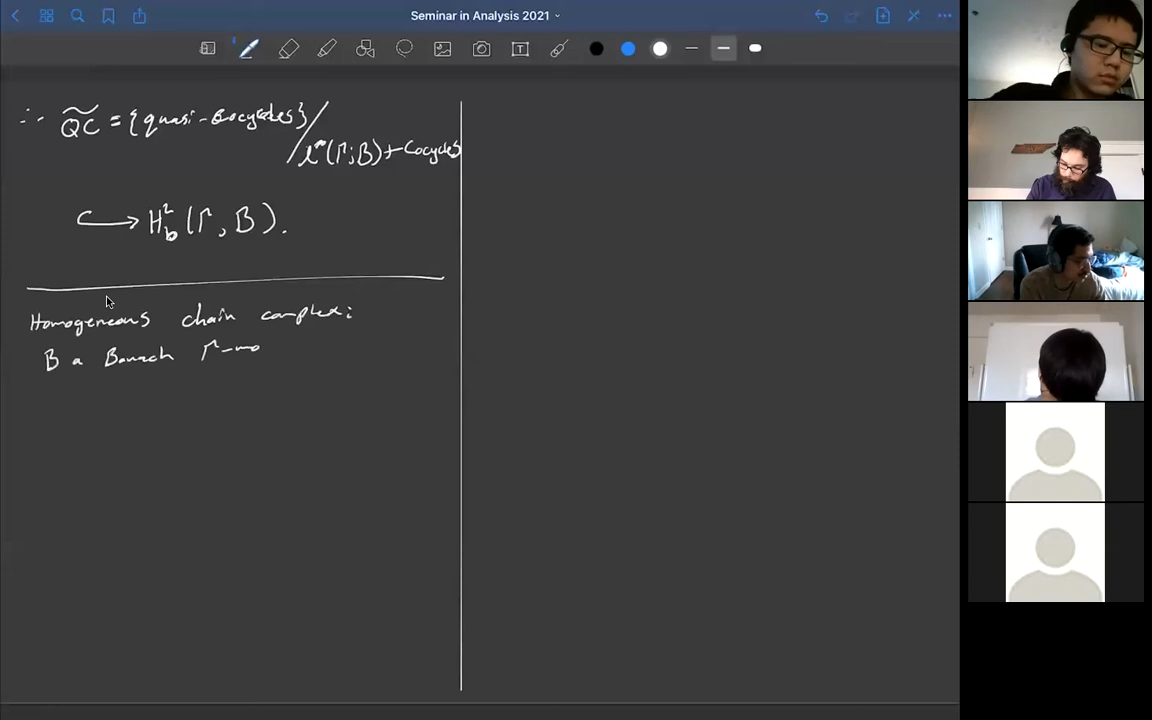 Seminar in Analysis 2021
∴ Q͂C = {quasi-cocycles} /
ℓ^∞(Γ;B) + Cocycles
↪ H²_b(Γ, B).
Homogeneous chain complex:
B a Banach Γ-mo